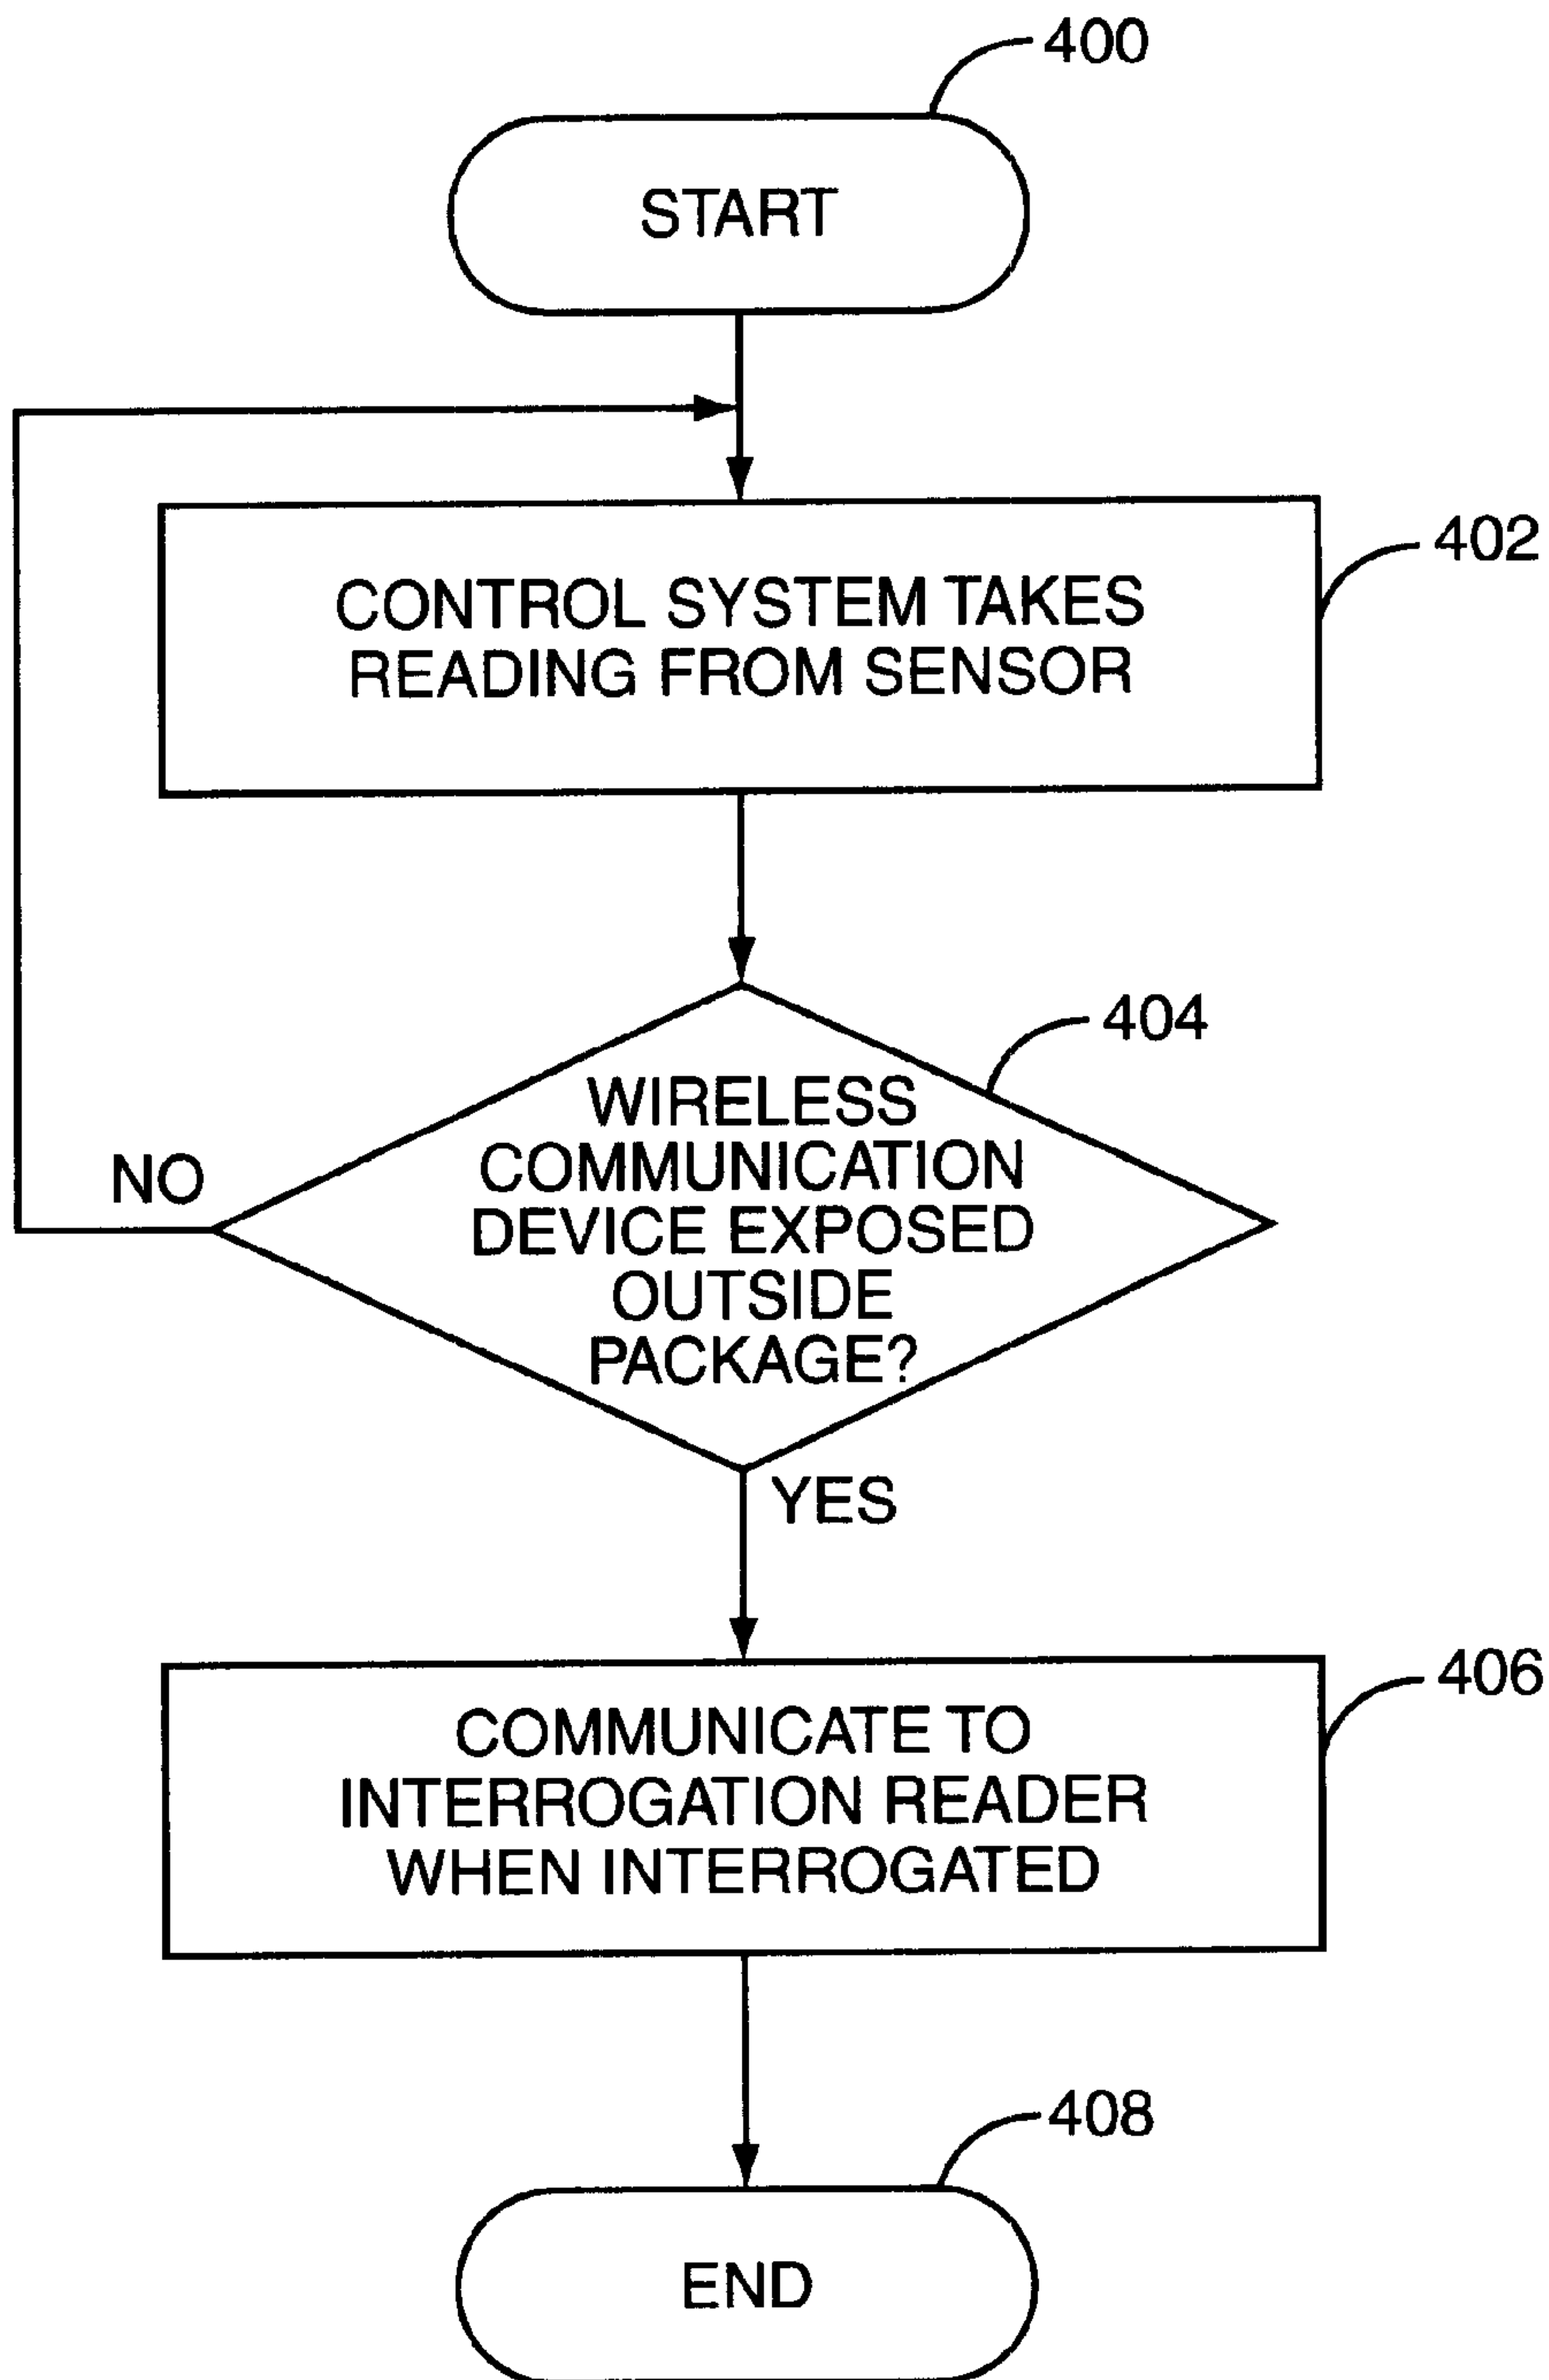 400
START
CONTROL SYSTEM TAKES
READING FROM SENSOR
402
404
WIRELESS
COMMUNICATION
DEVICE EXPOSED
OUTSIDE
PACKAGE?
NO
YES
406
COMMUNICATE TO
INTERROGATION READER
WHEN INTERROGATED
408
END